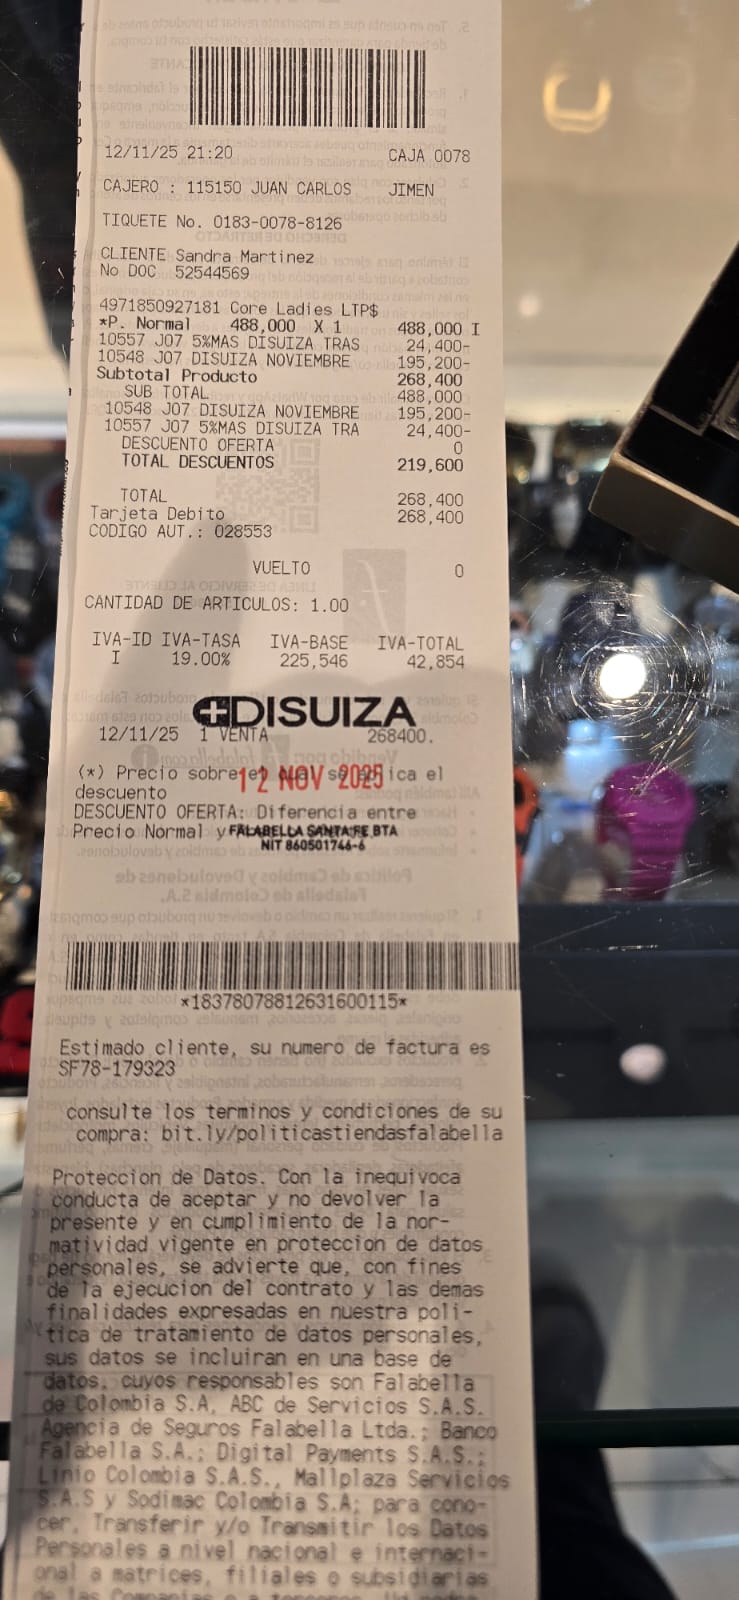 12/11/25 21:20 CAJA 0078
CAJERO : 115150 JUAN CARLOS JIMEN
TIQUETE No. 0183-0078-8126
CLIENTE Sandra Martinez
No DOC 52544569
4971850927181 Core Ladies LTP$
*P. Normal 488,000 X 1 488,000 I
10557 J07 5%MAS DISUIZA TRAS 24,400-
10548 J07 DISUIZA NOVIEMBRE 195,200-
Subtotal Producto 268,400
SUB TOTAL 488,000
10548 J07 DISUIZA NOVIEMBRE 195,200-
10557 J07 5%MAS DISUIZA TRA 24,400-
DESCUENTO OFERTA 0
TOTAL DESCUENTOS 219,600
TOTAL 268,400
Tarjeta Debito 268,400
CODIGO AUT.: 028553
VUELTO 0
CANTIDAD DE ARTICULOS: 1.00
IVA-ID IVA-TASA IVA-BASE IVA-TOTAL
I 19.00% 225,546 42,854
DISUIZA
12/11/25 1 VENTA 268400.
(*) Precio sobre el cual se aplica el
12 NOV 2025
descuento
DESCUENTO OFERTA: Diferencia entre
Precio Normal y
FALABELLA SANTA FE BTA
NIT 860501746-6
*18378078812631600115*
Estimado cliente, su numero de factura es
SF78-179323
consulte los terminos y condiciones de su
compra: bit.ly/politicastiendasfalabella
Proteccion de Datos. Con la inequivoca
conducta de aceptar y no devolver la
presente y en cumplimiento de la nor-
matividad vigente en proteccion de datos
personales, se advierte que, con fines
de la ejecucion del contrato y las demas
finalidades expresadas en nuestra poli-
tica de tratamiento de datos personales,
sus datos se incluiran en una base de
datos, cuyos responsables son Falabella
de Colombia S.A, ABC de Servicios S.A.S.
Agencia de Seguros Falabella Ltda.; Banco
Falabella S.A.; Digital Payments S.A.S.;
Linio Colombia S.A.S., Mallplaza Servicios
S.A.S y Sodimac Colombia S.A; para cono-
cer, Transferir y/o Transmitir los Datos
Personales a nivel nacional e internaci-
onal a matrices, filiales o subsidiarias